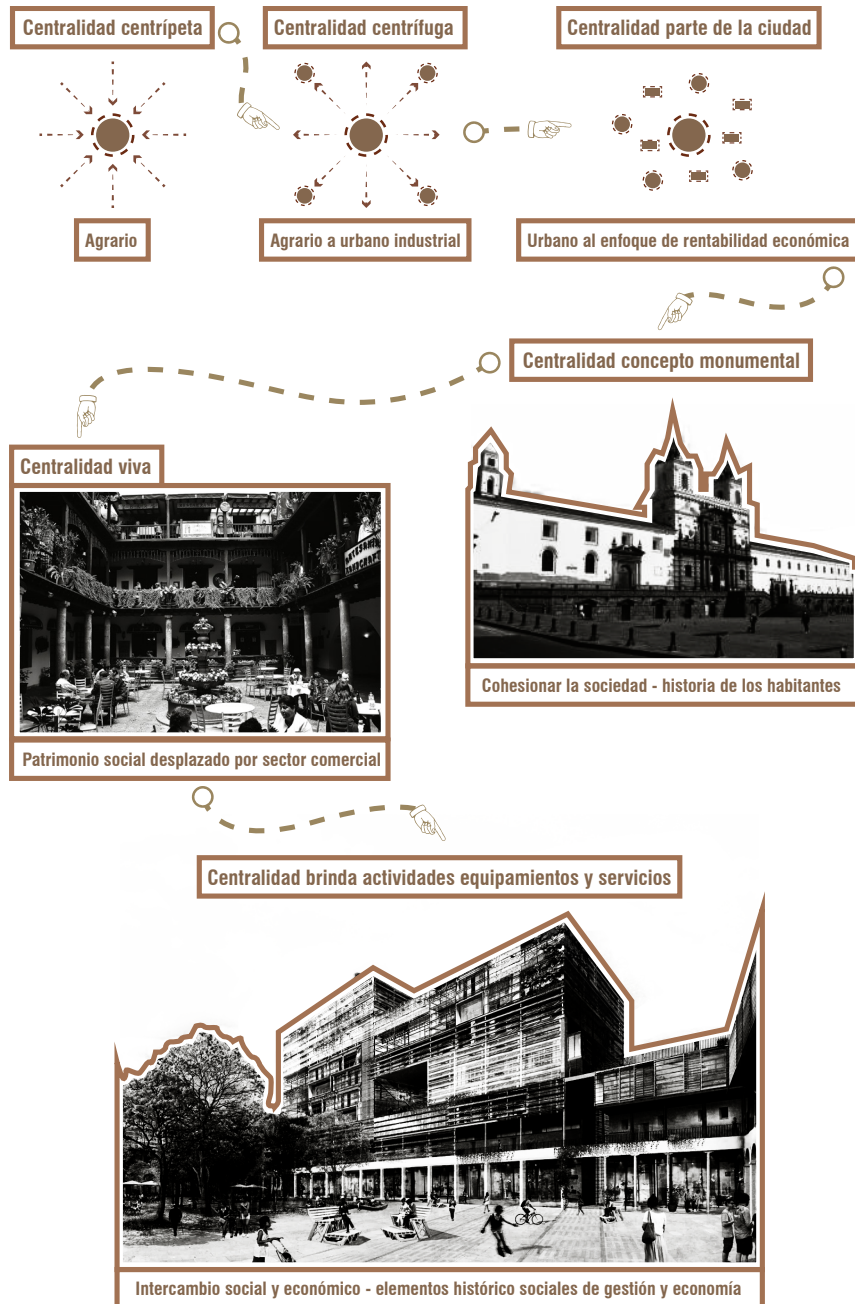 Centralidad centrípeta
Centralidad centrífuga
Centralidad parte de la ciudad
Agrario
Agrario a urbano industrial
Urbano al enfoque de rentabilidad económica
Centralidad concepto monumental
Centralidad viva
Cohesionar la sociedad - historia de los habitantes
Patrimonio social desplazado por sector comercial
Centralidad brinda actividades equipamientos y servicios
Intercambio social y económico - elementos histórico sociales de gestión y economía